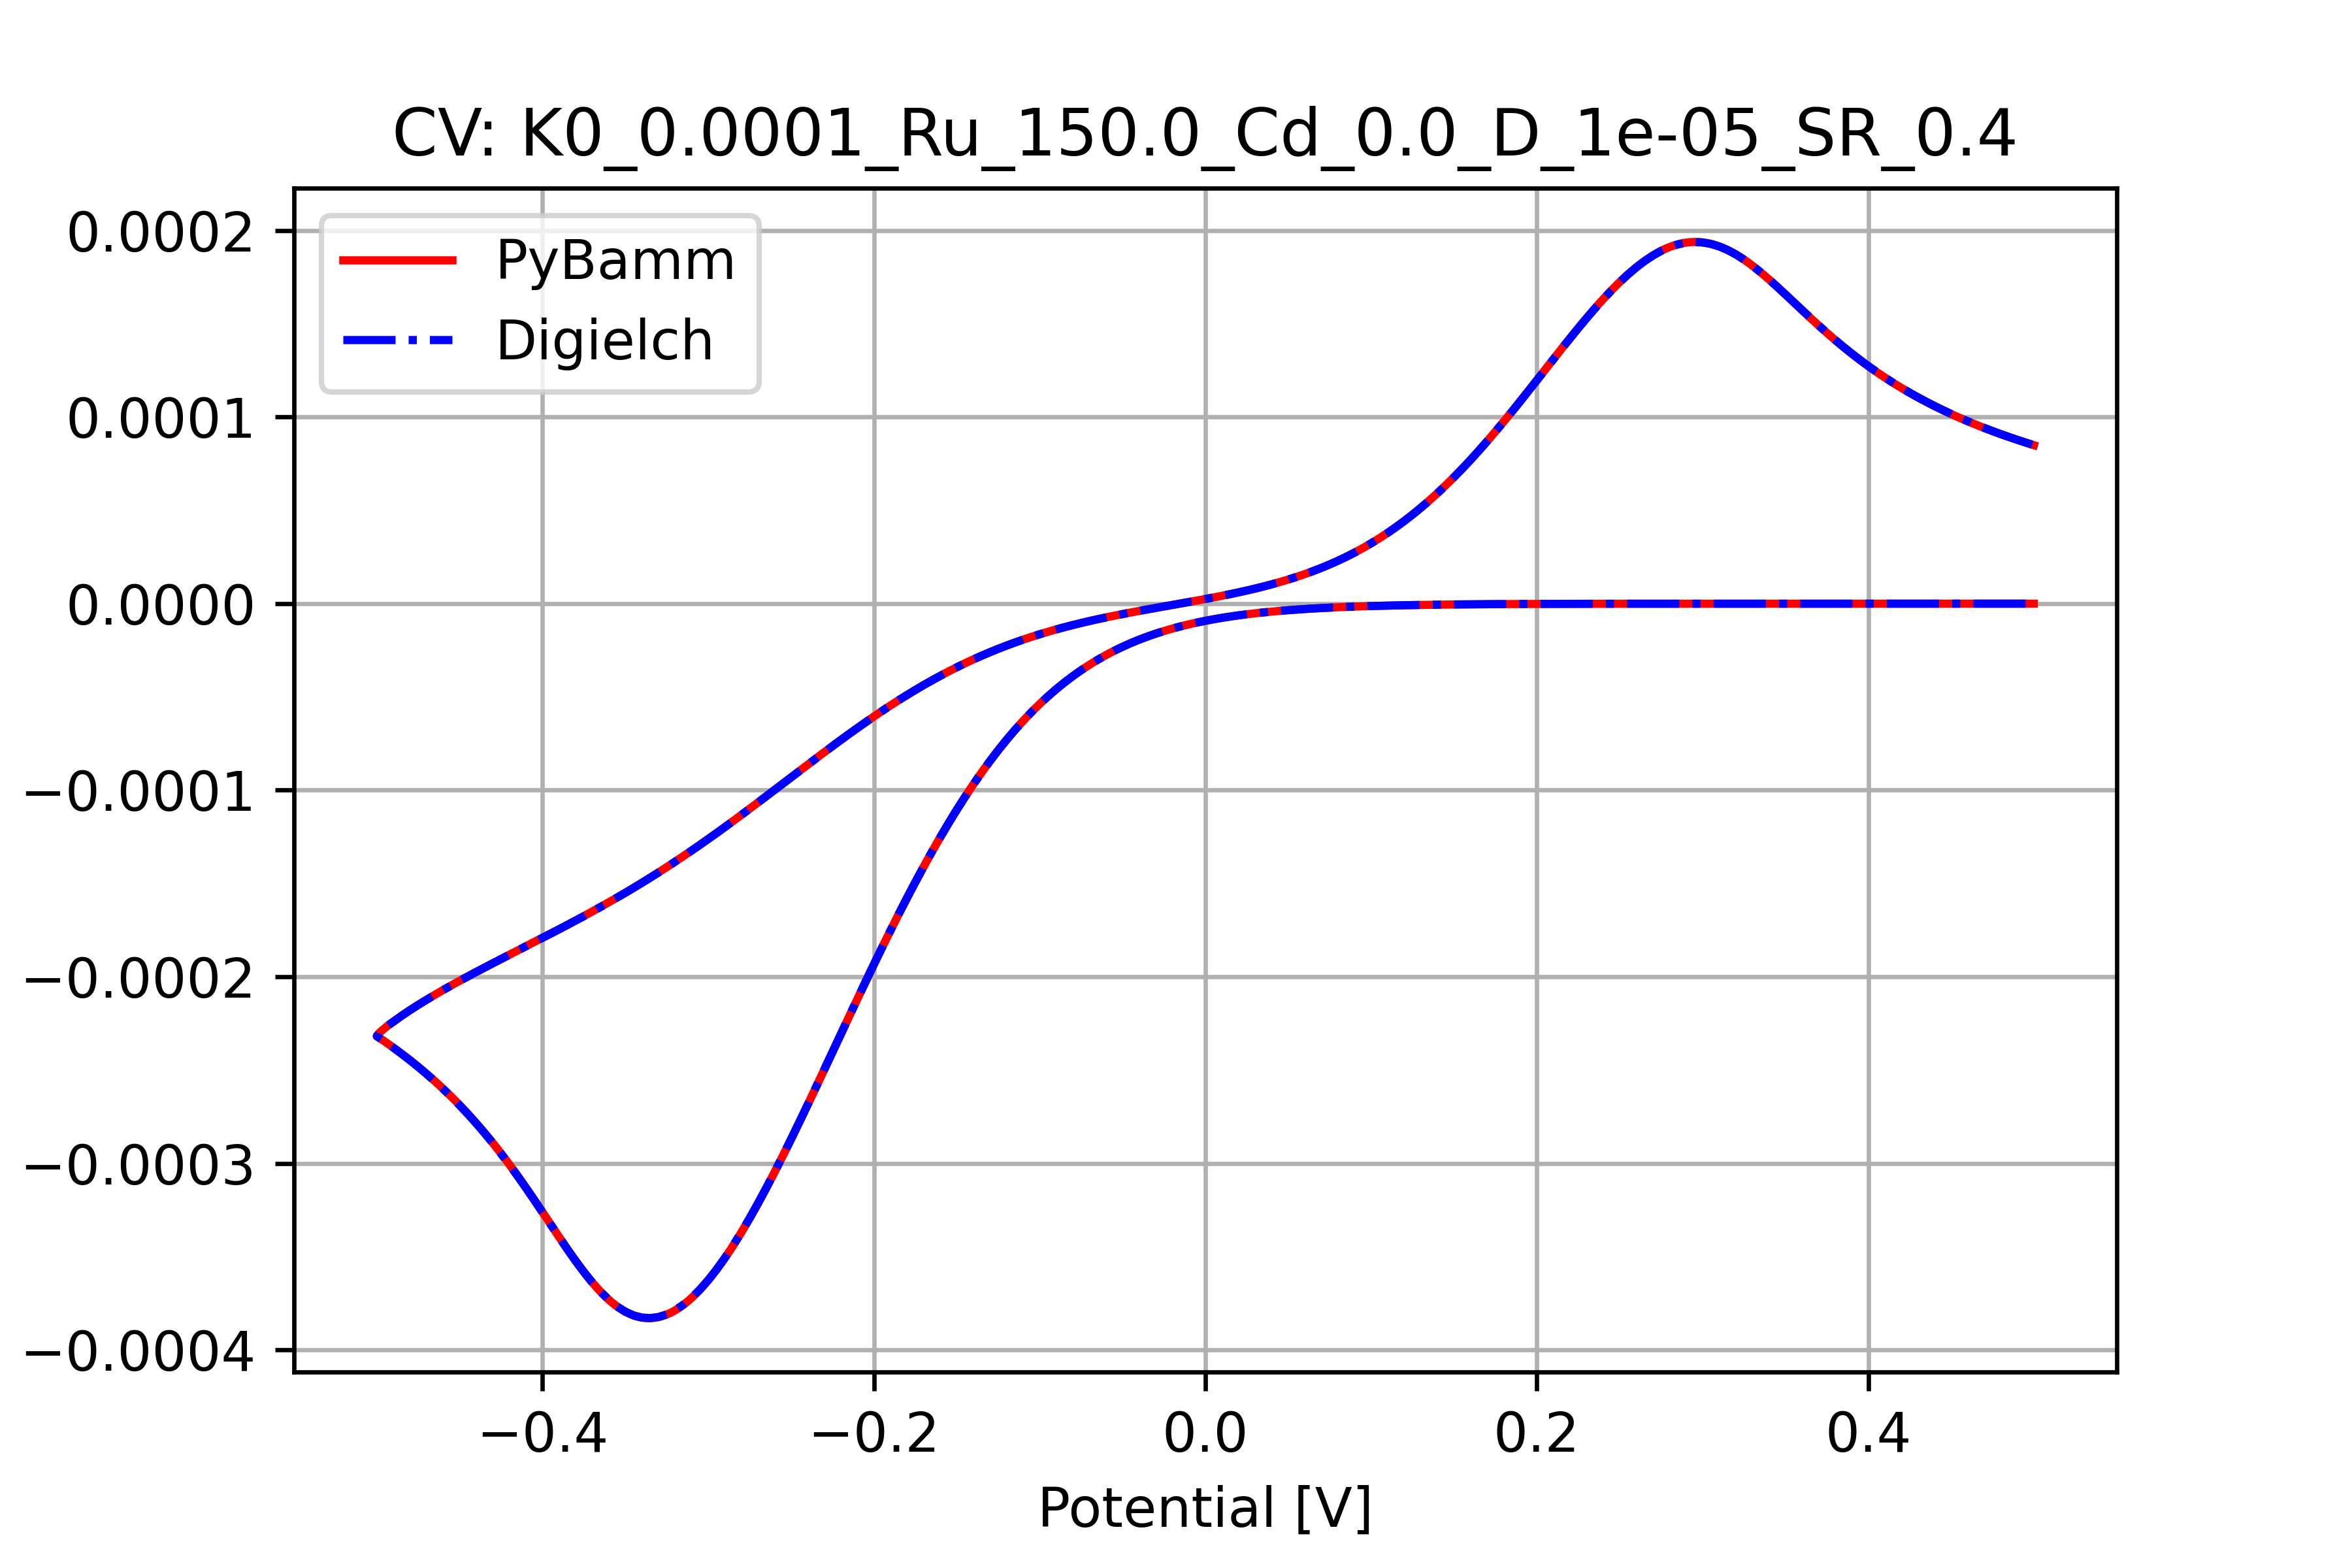 CV: K0_0.0001_Ru_150.0_Cd_0.0_D_1e-05_SR_0.4
PyBamm
Digielch
0.0002
0.0001
0.0000
−0.0001
−0.0002
−0.0003
−0.0004
−0.4 −0.2 0.0 0.2 0.4
Potential [V]